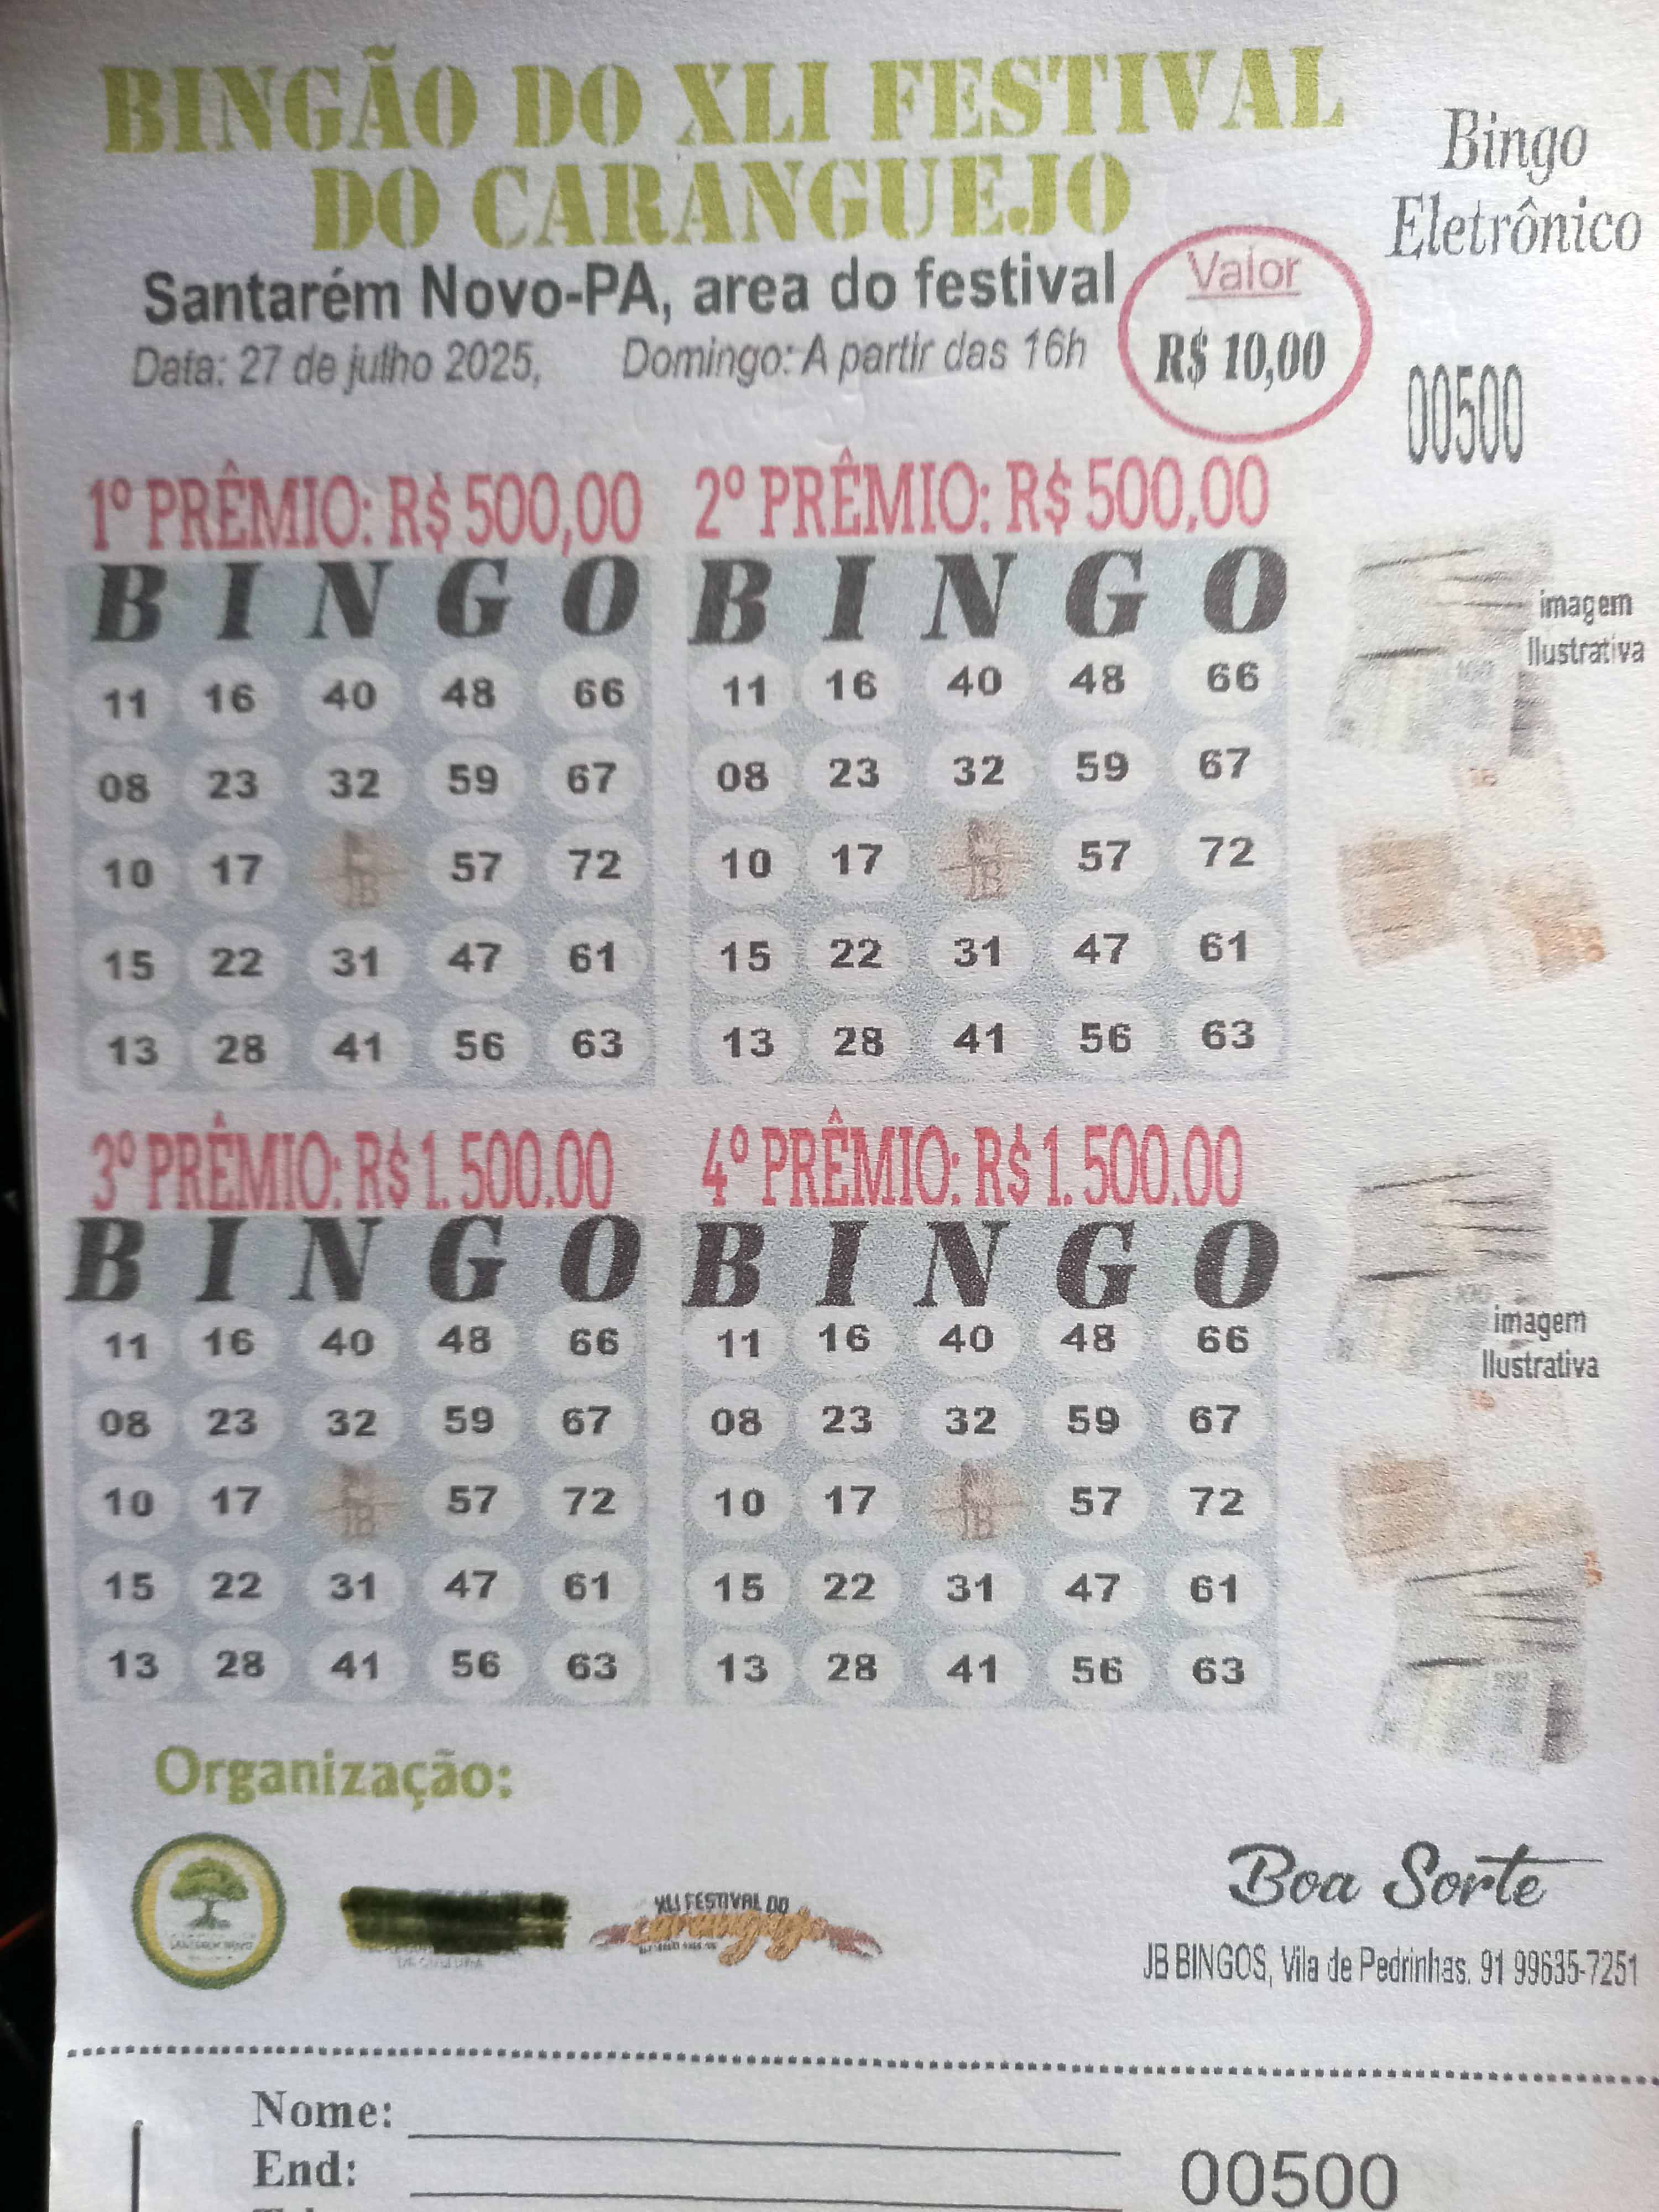 BINGÃO DO XLI FESTIVAL
DO CARANGUEJO
Bingo
Eletrônico
Santarém Novo-PA, area do festival
Data: 27 de julho 2025, Domingo: A partir das 16h
Valor
R$ 10,00
00500
1º PRÊMIO: R$ 500,00 2º PRÊMIO: R$ 500,00
B I N G O B I N G O
11 16 40 48 66 11 16 40 48 66
08 23 32 59 67 08 23 32 59 67
10 17 JB 57 72 10 17 JB 57 72
15 22 31 47 61 15 22 31 47 61
13 28 41 56 63 13 28 41 56 63
imagem
Ilustrativa
3º PRÊMIO: R$ 1.500.00 4º PRÊMIO: R$ 1.500.00
B I N G O B I N G O
11 16 40 48 66 11 16 40 48 66
08 23 32 59 67 08 23 32 59 67
10 17 JB 57 72 10 17 JB 57 72
15 22 31 47 61 15 22 31 47 61
13 28 41 56 63 13 28 41 56 63
imagem
Ilustrativa
Organização:
SANTARÉM NOVO
XLI FESTIVAL DO
caranguejo
Boa Sorte
JB BINGOS, Vila de Pedrinhas. 91 99635-7251
Nome:
End:
00500